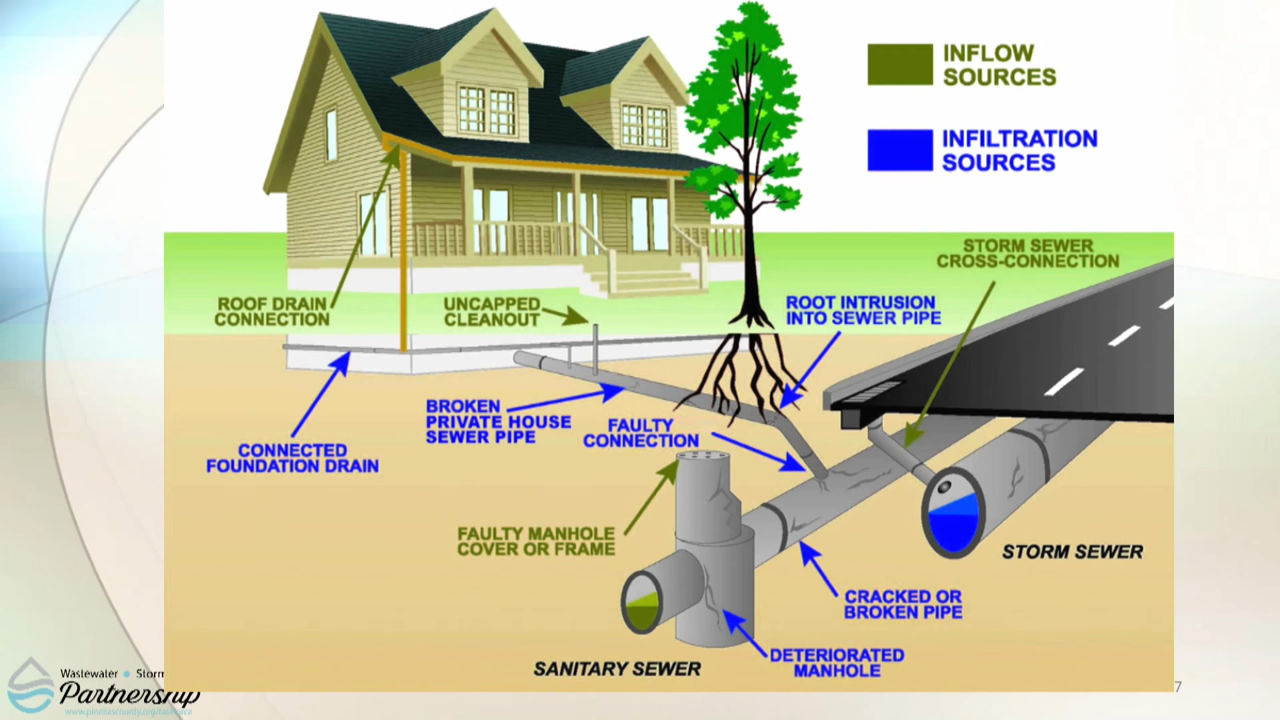 INFLOW
SOURCES
INFILTRATION
SOURCES
STORM SEWER
CROSS-CONNECTION
ROOF DRAIN
CONNECTION
UNCAPPED
CLEANOUT
ROOT INTRUSION
INTO SEWER PIPE
BROKEN
PRIVATE HOUSE
SEWER PIPE
FAULTY
CONNECTION
CONNECTED
FOUNDATION DRAIN
FAULTY MANHOLE
COVER OR FRAME
STORM SEWER
CRACKED OR
BROKEN PIPE
DETERIORATED
MANHOLE
SANITARY SEWER
Wastewater Storm
Partnership
7